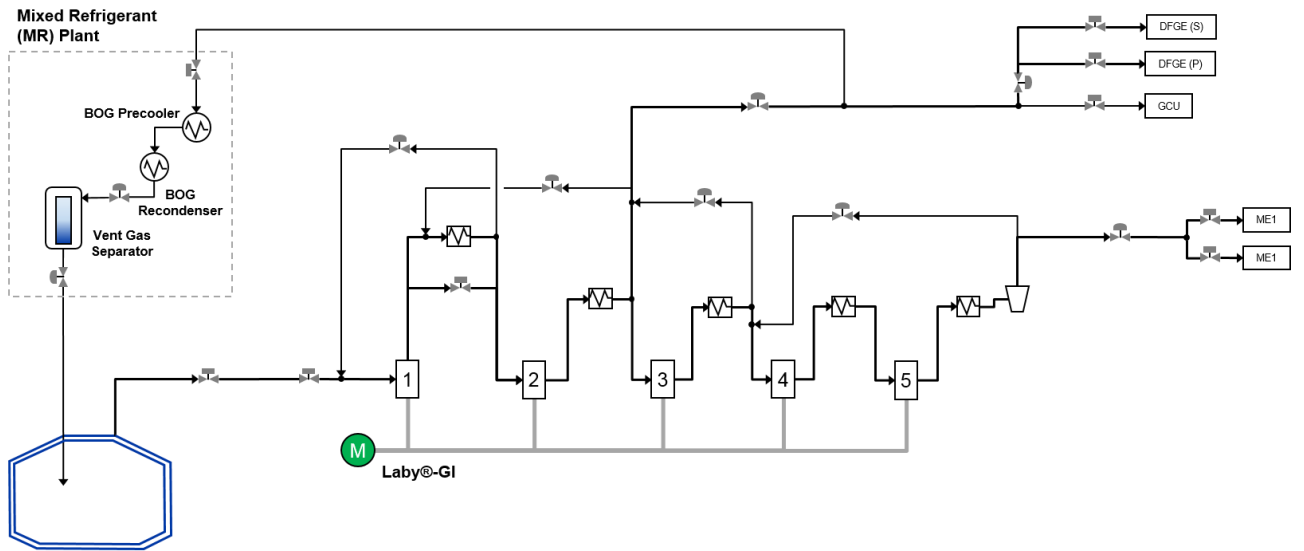 Mixed Refrigerant
(MR) Plant
DFGE (S)
DFGE (P)
GCU
BOG Precooler
BOG
Recondenser
Vent Gas
Separator
ME1
ME1
1
2
3
4
5
M
Laby®-GI